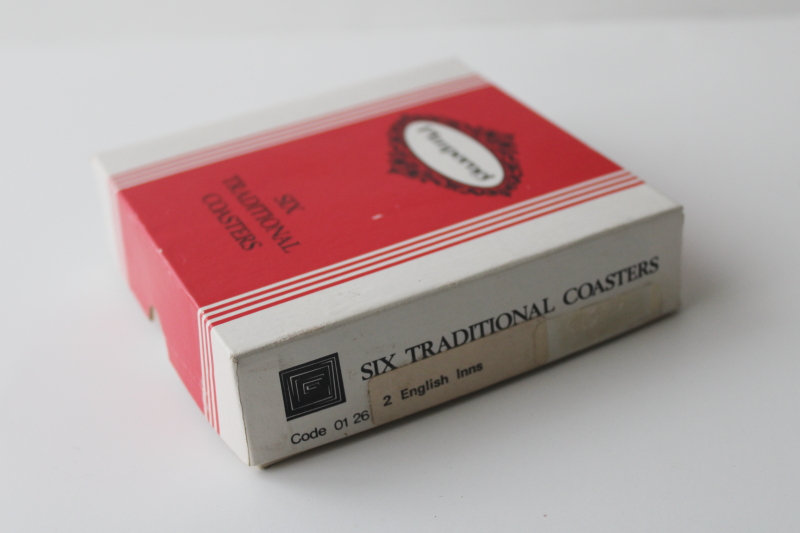 Pimpernel
SIX
TRADITIONAL
COASTERS
SIX TRADITIONAL COASTERS
Code 01 26
2 English Inns